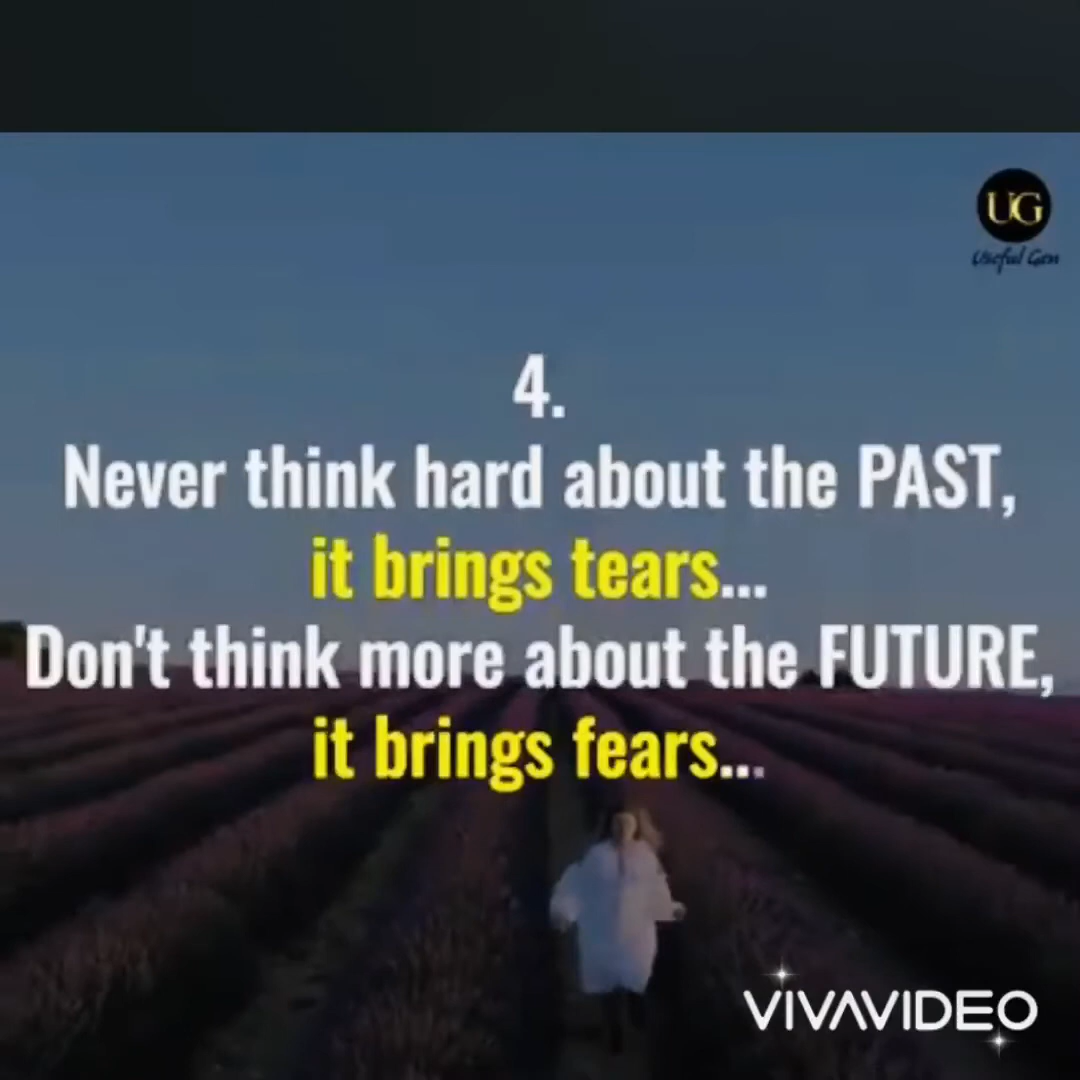 UG
Useful Gen
4.
Never think hard about the PAST,
it brings tears...
Don't think more about the FUTURE,
it brings fears...
VIVAVIDEO